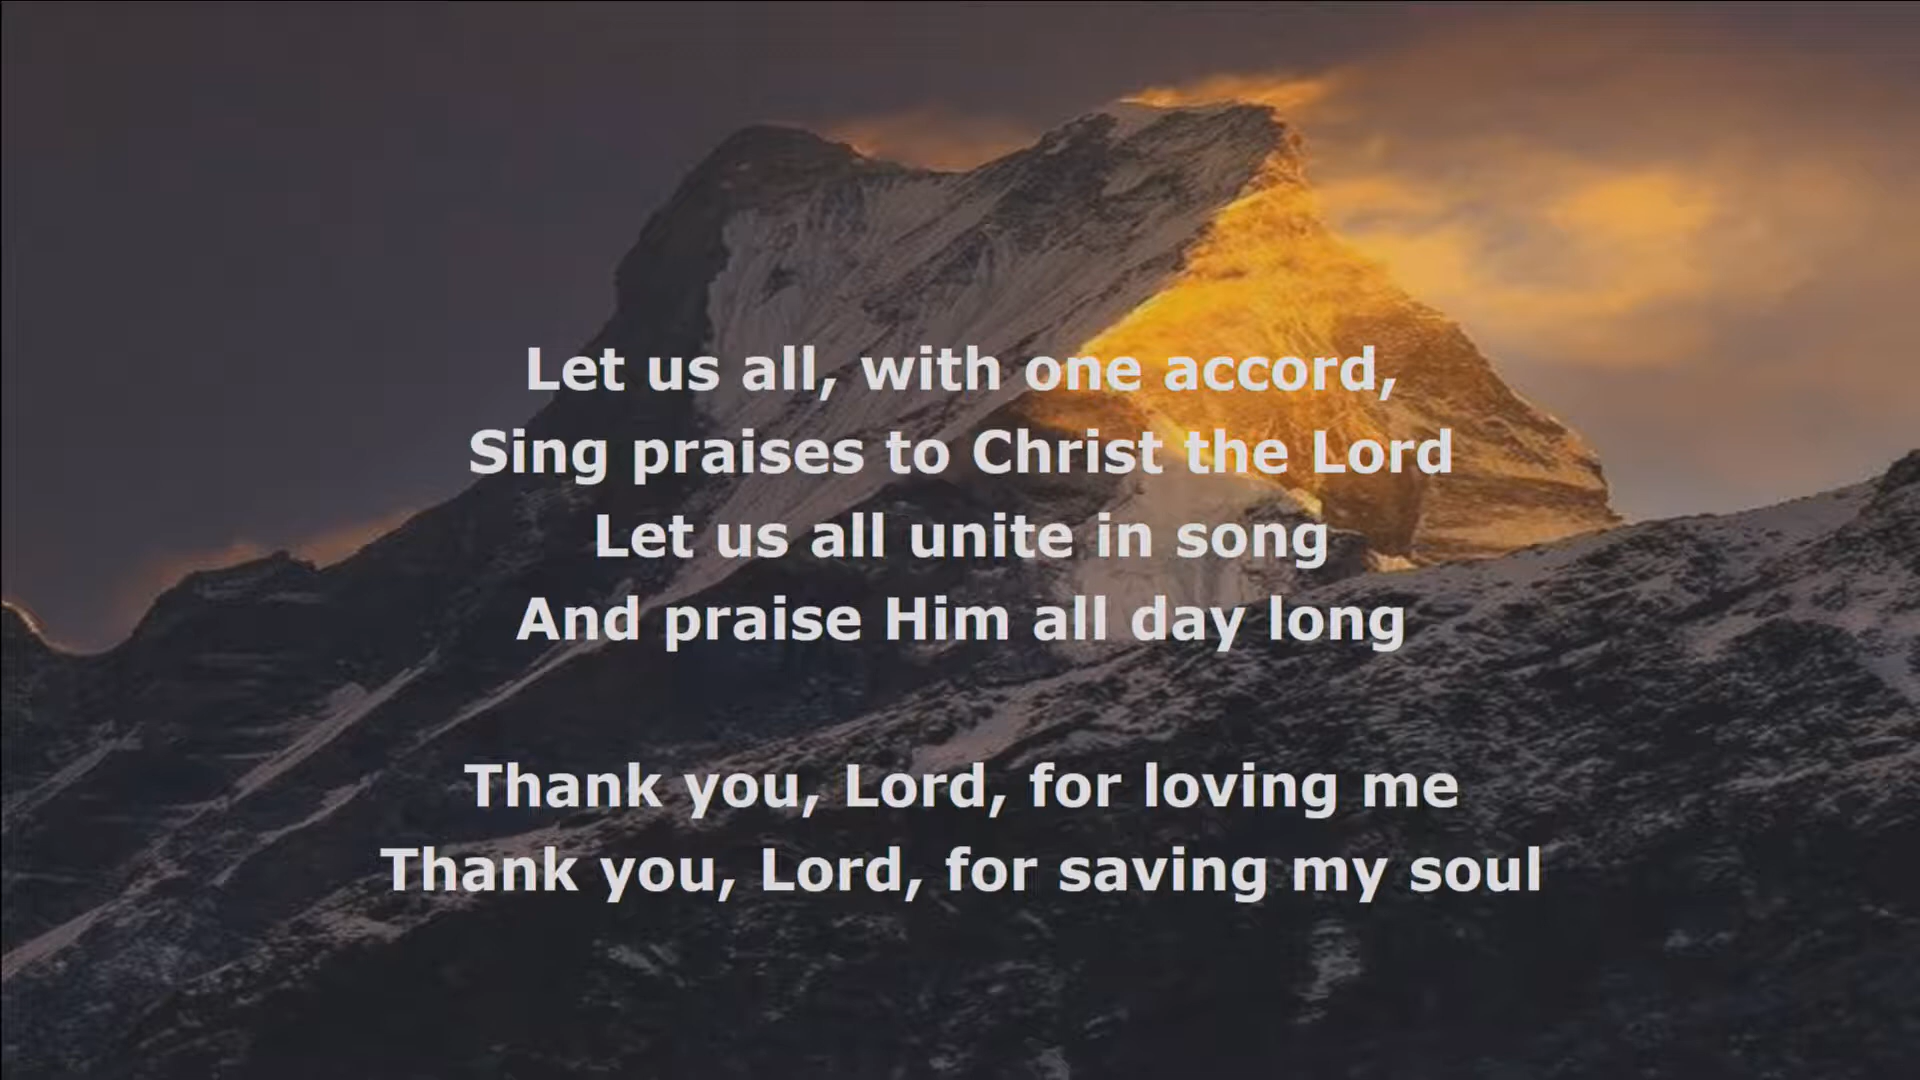 Let us all, with one accord,
Sing praises to Christ the Lord
Let us all unite in song
And praise Him all day long
Thank you, Lord, for loving me
Thank you, Lord, for saving my soul